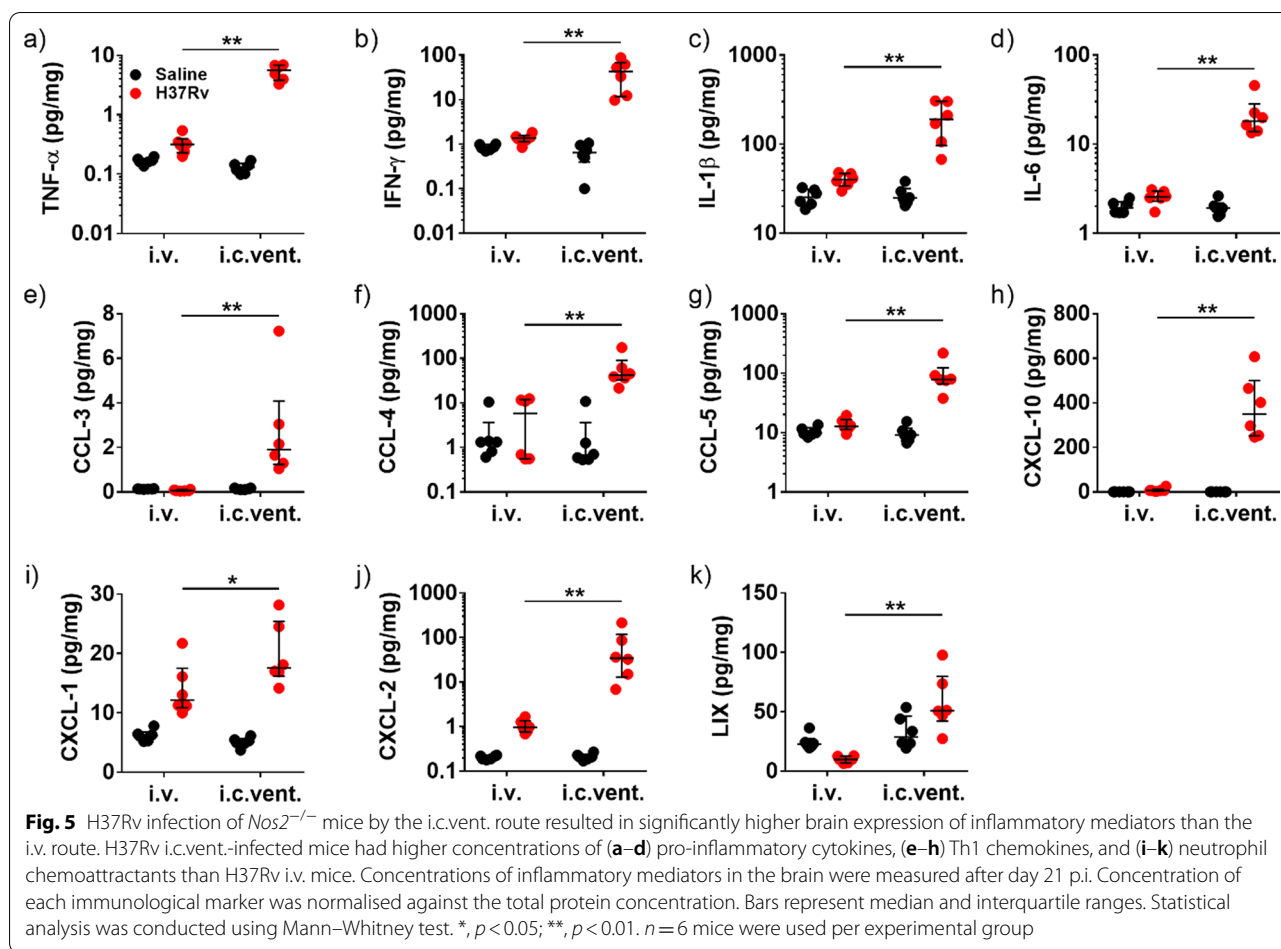 a) b) c) d)
TNF-α (pg/mg)
10
1
0.1
0.01
Saline
H37Rv
**
i.v. i.c.vent.
IFN-γ (pg/mg)
100
10
1
0.1
0.01
**
i.v. i.c.vent.
IL-1β (pg/mg)
1000
100
10
**
i.v. i.c.vent.
IL-6 (pg/mg)
100
10
1
**
i.v. i.c.vent.
e) f) g) h)
CCL-3 (pg/mg)
8
6
4
2
0
**
i.v. i.c.vent.
CCL-4 (pg/mg)
1000
100
10
1
0.1
**
i.v. i.c.vent.
CCL-5 (pg/mg)
1000
100
10
1
**
i.v. i.c.vent.
CXCL-10 (pg/mg)
800
600
400
200
0
**
i.v. i.c.vent.
i) j) k)
CXCL-1 (pg/mg)
30
20
10
0
*
i.v. i.c.vent.
CXCL-2 (pg/mg)
1000
100
10
1
0.1
**
i.v. i.c.vent.
LIX (pg/mg)
150
100
50
0
**
i.v. i.c.vent.
Fig. 5 H37Rv infection of Nos2−/− mice by the i.c.vent. route resulted in significantly higher brain expression of inflammatory mediators than the
i.v. route. H37Rv i.c.vent.-infected mice had higher concentrations of (a–d) pro-inflammatory cytokines, (e–h) Th1 chemokines, and (i–k) neutrophil
chemoattractants than H37Rv i.v. mice. Concentrations of inflammatory mediators in the brain were measured after day 21 p.i. Concentration of
each immunological marker was normalised against the total protein concentration. Bars represent median and interquartile ranges. Statistical
analysis was conducted using Mann–Whitney test. *, p < 0.05; **, p < 0.01. n = 6 mice were used per experimental group